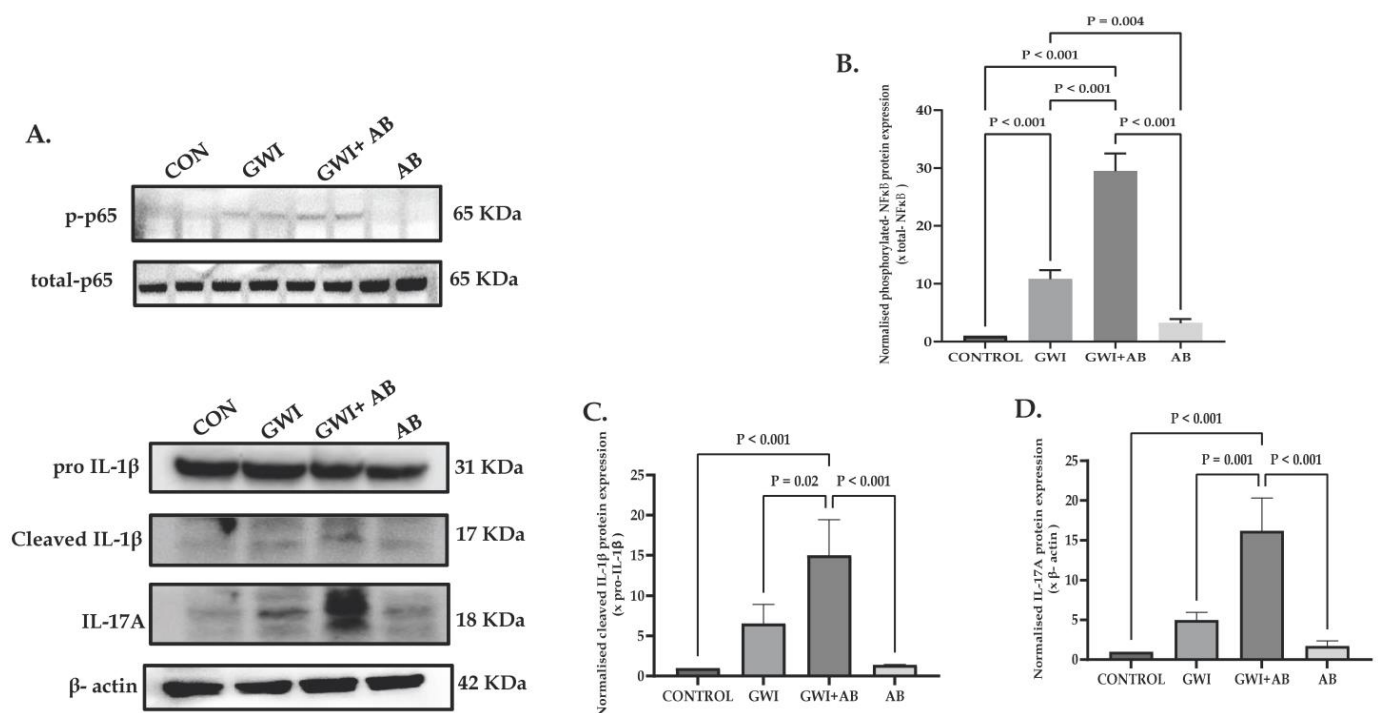 A.
CON GWI GWI+ AB AB
p-p65 65 KDa
total-p65 65 KDa
CON GWI GWI+ AB AB
pro IL-1β 31 KDa
Cleaved IL-1β 17 KDa
IL-17A 18 KDa
β- actin 42 KDa
B.
P = 0.004
P < 0.001
P < 0.001
P < 0.001 P < 0.001
Normalised phosphorylated- NFκB protein expression
(x total- NFκB )
40
30
20
10
0
CONTROL GWI GWI+AB AB
C.
P < 0.001
P = 0.02 P < 0.001
Normalised cleaved IL-1β protein expression
(x pro-IL-1β )
25
20
15
10
5
0
CONTROL GWI GWI+AB AB
D.
P < 0.001
P = 0.001 P < 0.001
Normalised IL-17A protein expression
(x β- actin )
25
20
15
10
5
0
CONTROL GWI GWI+AB AB